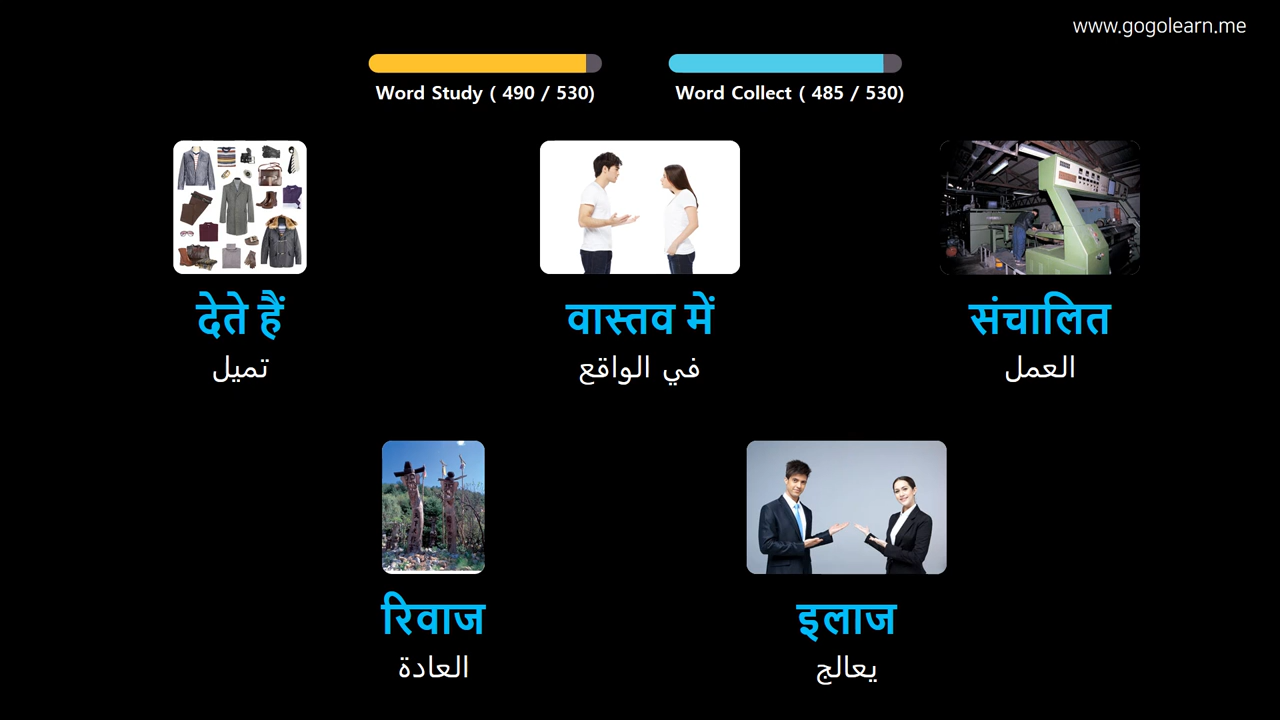 www.gogolearn.me
Word Study ( 490 / 530)
Word Collect ( 485 / 530)
देते हैं
वास्तव में
संचालित
تميل
في الواقع
العمل
रिवाज
इलाज
العادة
يعالج